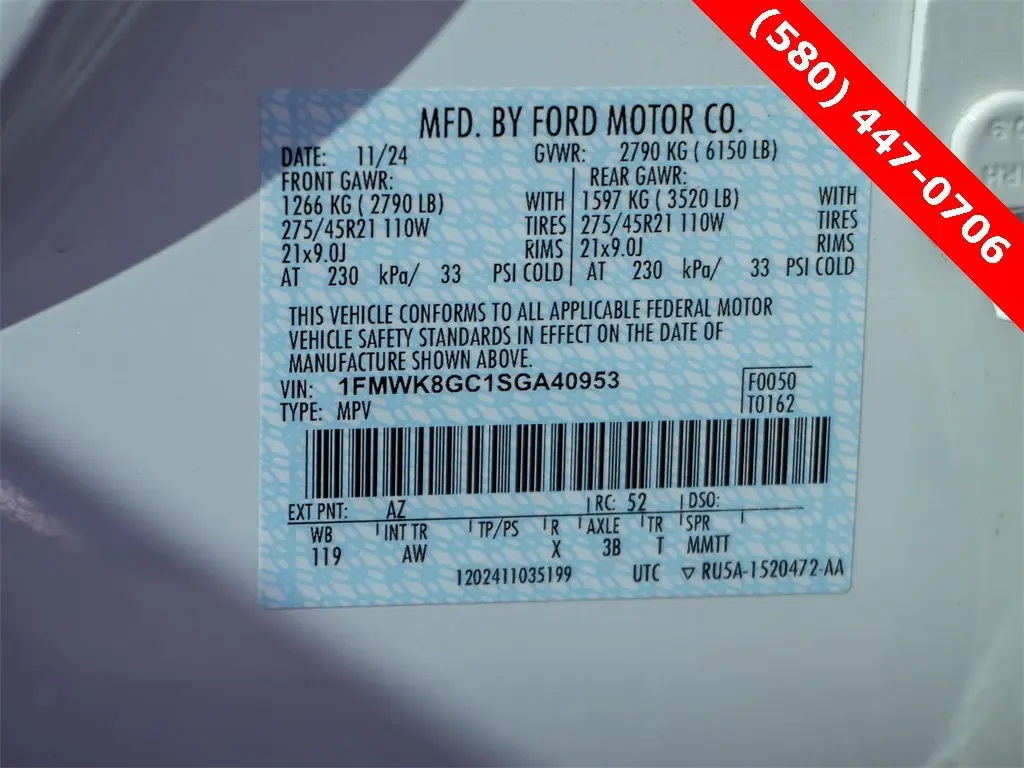 (580) 447-0706
MFD. BY FORD MOTOR CO.
DATE: 11/24 GVWR: 2790 KG ( 6150 LB)
FRONT GAWR: REAR GAWR:
1266 KG ( 2790 LB) WITH 1597 KG ( 3520 LB) WITH
275/45R21 110W TIRES 275/45R21 110W TIRES
21x9.0J RIMS 21x9.0J RIMS
AT 230 kPa/ 33 PSI COLD AT 230 kPa/ 33 PSI COLD
THIS VEHICLE CONFORMS TO ALL APPLICABLE FEDERAL MOTOR
VEHICLE SAFETY STANDARDS IN EFFECT ON THE DATE OF
MANUFACTURE SHOWN ABOVE.
VIN: 1FMWK8GC1SGA40953 F0050
TYPE: MPV T0162
EXT PNT: AZ RC: 52 DSO:
WB INT TR TP/PS R AXLE TR SPR
119 AW X 3B T MMTT
1202411035199 UTC ▽ RU5A-1520472-AA